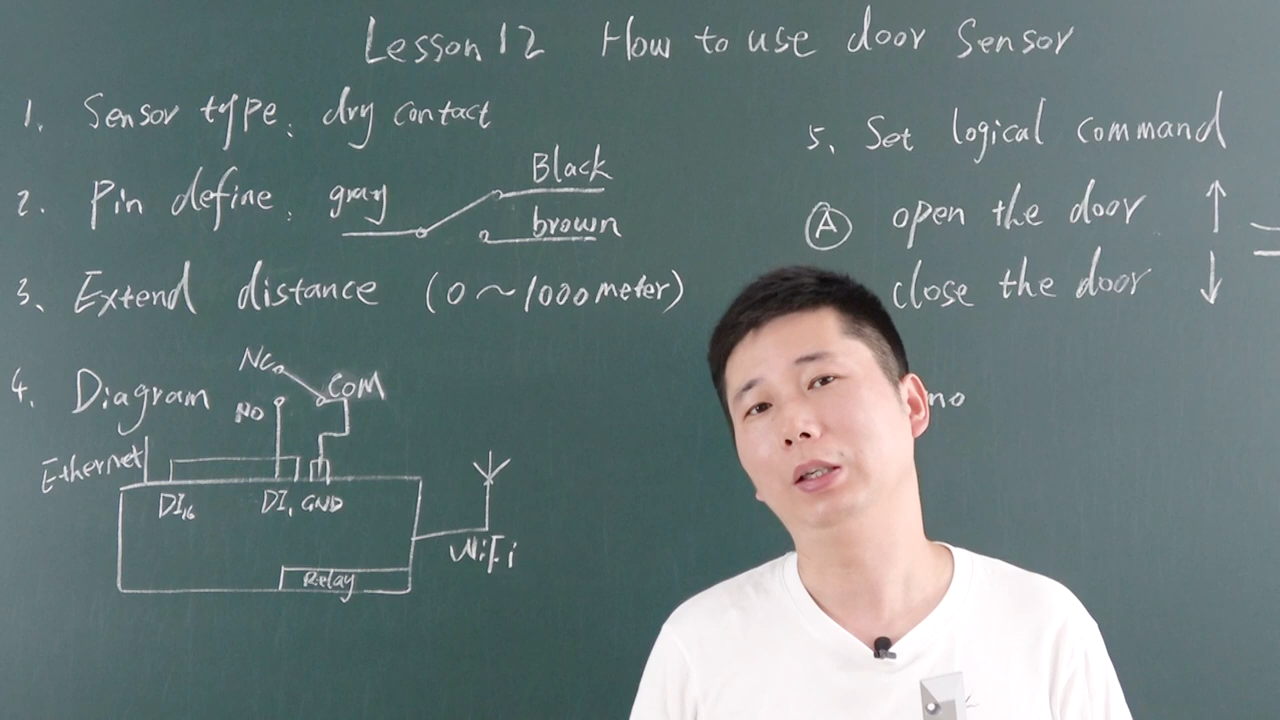 Lesson 12 How to use door Sensor
1. Sensor type: dry contact
2. Pin define: gray
Black
brown
3. Extend distance (0~1000 meter)
4. Diagram
NC
COM
NO
Ethernet
DI16 DI1 GND
WiFi
Relay
5. Set logical command
A open the door ↑
close the door ↓